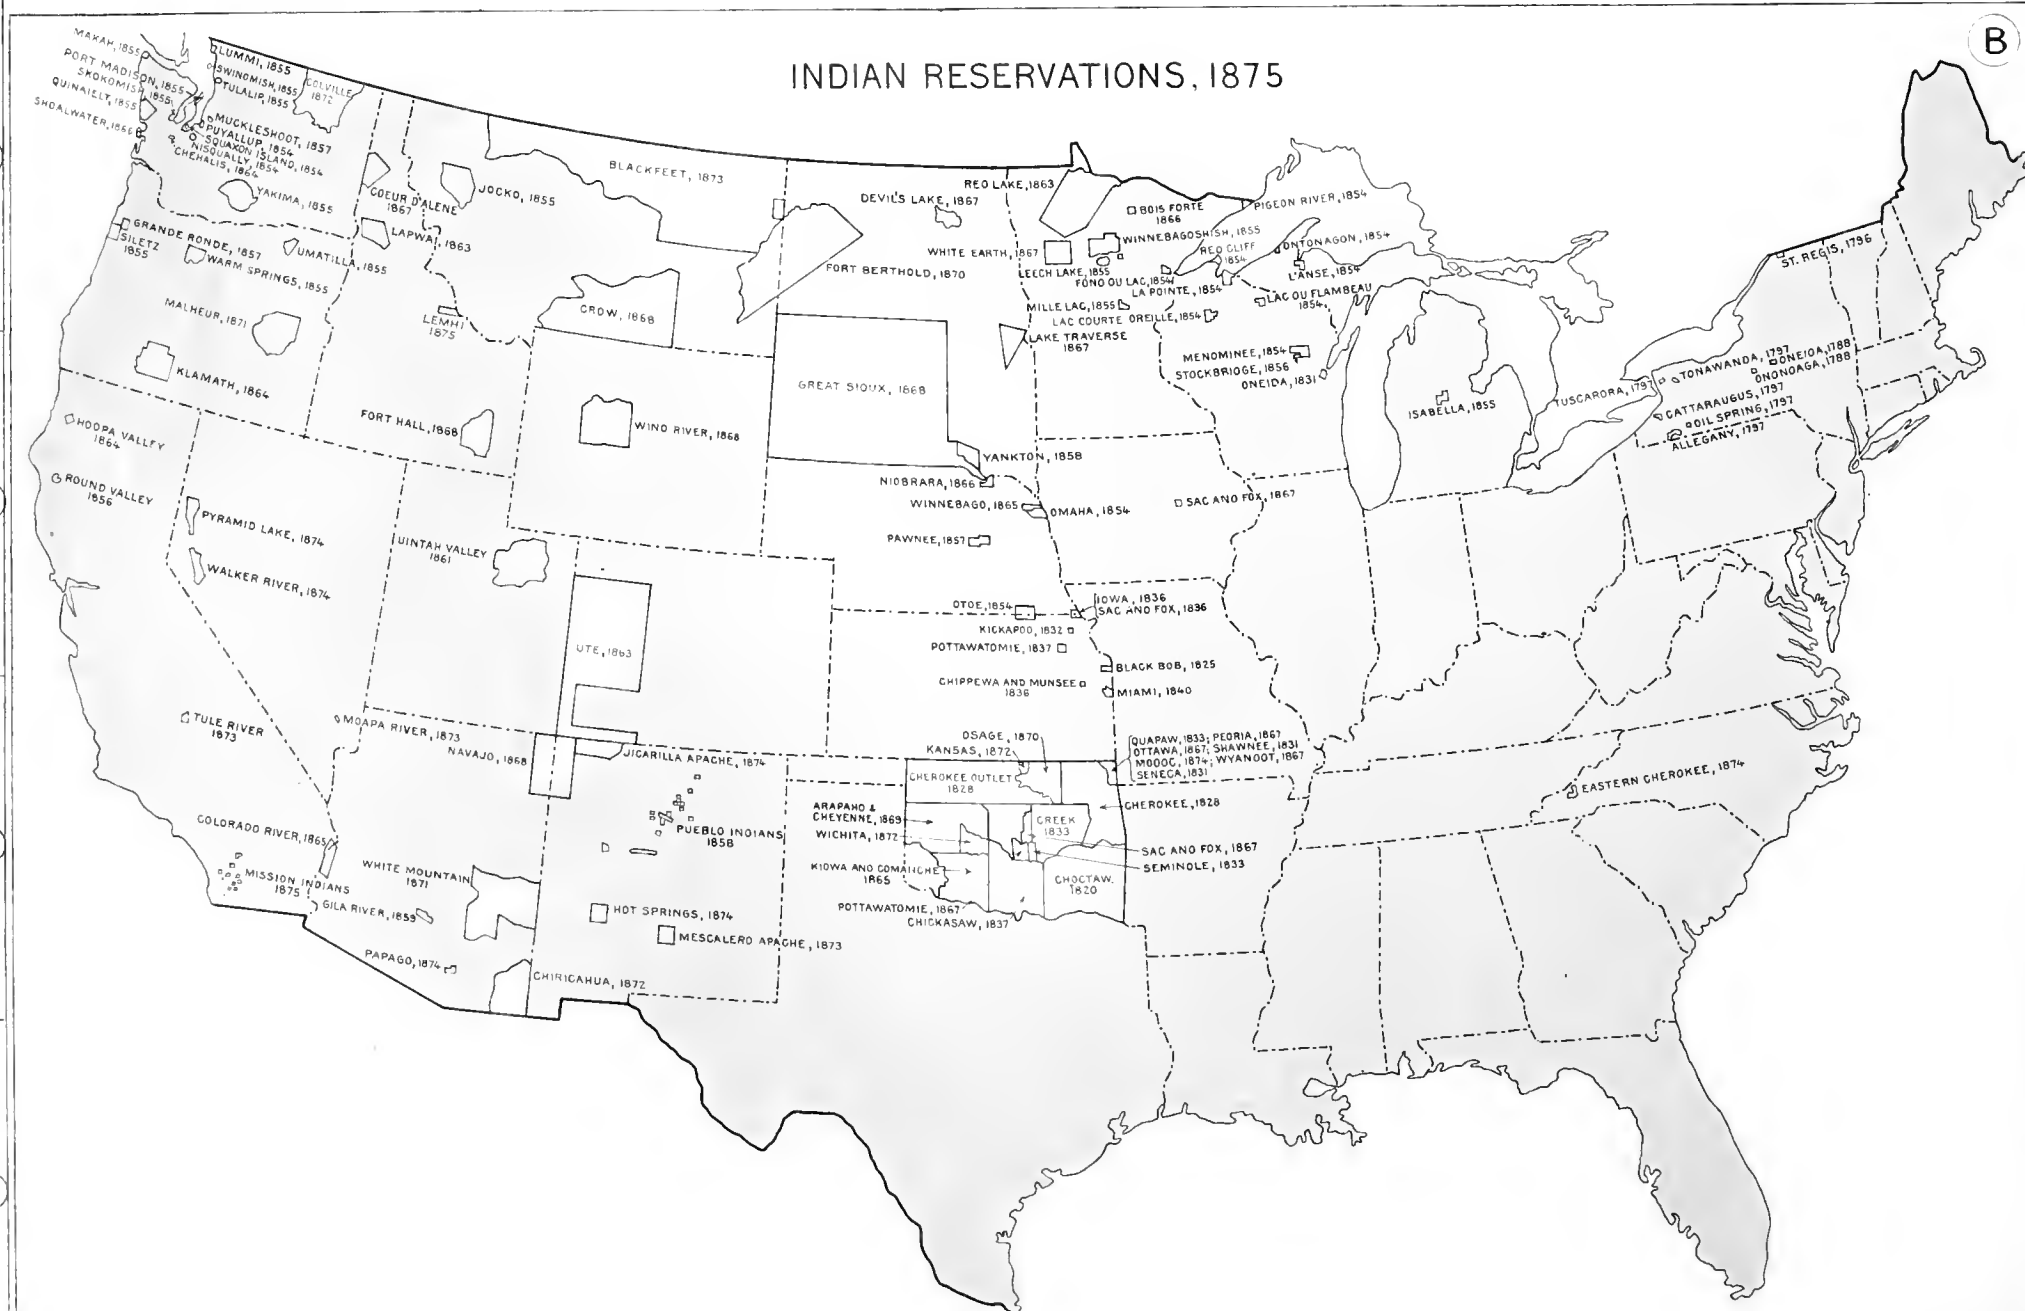 B
INDIAN RESERVATIONS, 1875
MAKAH, 1855
PORT MADISON, 1855
SKOKOMISH, 1855
QUINAIELT, 1855
SHOALWATER, 1866
LUMMI, 1855
SWINOMISH, 1855
TULALIP, 1855
COLVILLE
1872
MUCKLESHOOT, 1857
PUYALLUP, 1854
SQUAXON ISLAND, 1854
NISQUALLY, 1854
CHEHALIS, 1864
YAKIMA, 1855
COEUR D'ALENE
1867
JOCKO, 1855
BLACKFEET, 1873
LAPWAI, 1863
GRANDE RONDE, 1857
SILETZ
1855
WARM SPRINGS, 1855
UMATILLA, 1855
MALHEUR, 1871
KLAMATH, 1864
LEMHI
1875
CROW, 1868
FORT HALL, 1868
WIND RIVER, 1868
HOOPA VALLEY
1864
ROUND VALLEY
1856
PYRAMID LAKE, 1874
WALKER RIVER, 1874
UINTAH VALLEY
1861
UTE, 1863
TULE RIVER
1873
MOAPA RIVER, 1873
NAVAJO, 1868
JICARILLA APACHE, 1874
COLORADO RIVER, 1865
MISSION INDIANS
1875
WHITE MOUNTAIN
1871
GILA RIVER, 1859
PAPAGO, 1874
CHIRICAHUA, 1872
PUEBLO INDIANS
1858
HOT SPRINGS, 1874
MESCALERO APACHE, 1873
DEVIL'S LAKE, 1867
FORT BERTHOLD, 1870
GREAT SIOUX, 1868
RED LAKE, 1863
BOIS FORTE
1866
PIGEON RIVER, 1854
WHITE EARTH, 1867
WINNEBAGOSHISH, 1855
LEECH LAKE, 1855
RED CLIFF
1854
ONTONAGON, 1854
L'ANSE, 1854
FOND DU LAC, 1854
LA POINTE, 1854
LAC DU FLAMBEAU
1854
MILLE LAC, 1855
LAC COURTE OREILLE, 1854
LAKE TRAVERSE
1867
MENOMINEE, 1854
STOCKBRIDGE, 1856
ONEIDA, 1831
ISABELLA, 1855
YANKTON, 1858
NIOBRARA, 1866
WINNEBAGO, 1865
OMAHA, 1854
PAWNEE, 1857
SAC AND FOX, 1867
OTOE, 1854
IOWA, 1836
SAC AND FOX, 1836
KICKAPOO, 1832
POTTAWATOMIE, 1837
BLACK BOB, 1825
CHIPPEWA AND MUNSEE
1836
MIAMI, 1840
OSAGE, 1870
KANSAS, 1872
QUAPAW, 1833; PEORIA, 1867
OTTAWA, 1867; SHAWNEE, 1831
MODOC, 1874; WYANDOT, 1867
SENECA, 1831
CHEROKEE OUTLET
1828
CHEROKEE, 1828
ARAPAHO &
CHEYENNE, 1869
WICHITA, 1872
CREEK
1833
SAC AND FOX, 1867
SEMINOLE, 1833
KIOWA AND COMANCHE
1865
CHOCTAW,
1820
POTTAWATOMIE, 1867
CHICKASAW, 1837
ST. REGIS, 1796
TUSCARORA, 1797
TONAWANDA, 1797
ONEIDA, 1788
ONONDAGA, 1788
CATTARAUGUS, 1797
OIL SPRING, 1797
ALLEGANY, 1797
EASTERN CHEROKEE, 1874